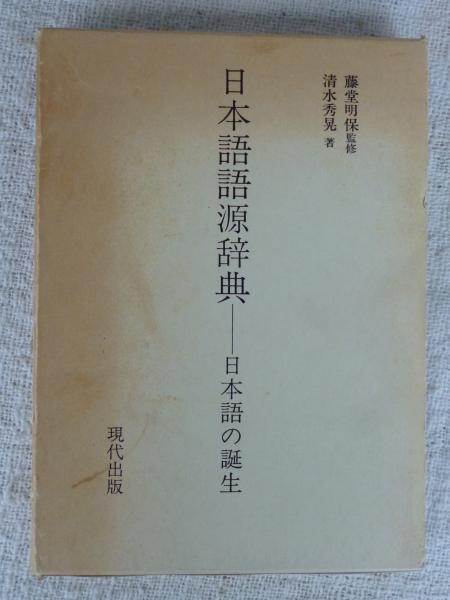 藤堂明保監修
清水秀晃著
日本語語源辞典――日本語の誕生
現代出版